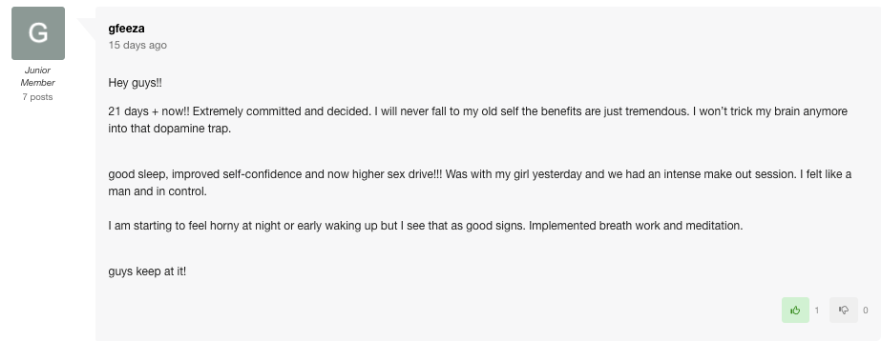 G
Junior
Member
7 posts
gfeeza
15 days ago
Hey guys!!
21 days + now!! Extremely committed and decided. I will never fall to my old self the benefits are just tremendous. I won't trick my brain anymore
into that dopamine trap.
good sleep, improved self-confidence and now higher sex drive!!! Was with my girl yesterday and we had an intense make out session. I felt like a
man and in control.
I am starting to feel horny at night or early waking up but I see that as good signs. Implemented breath work and meditation.
guys keep at it!
1 0